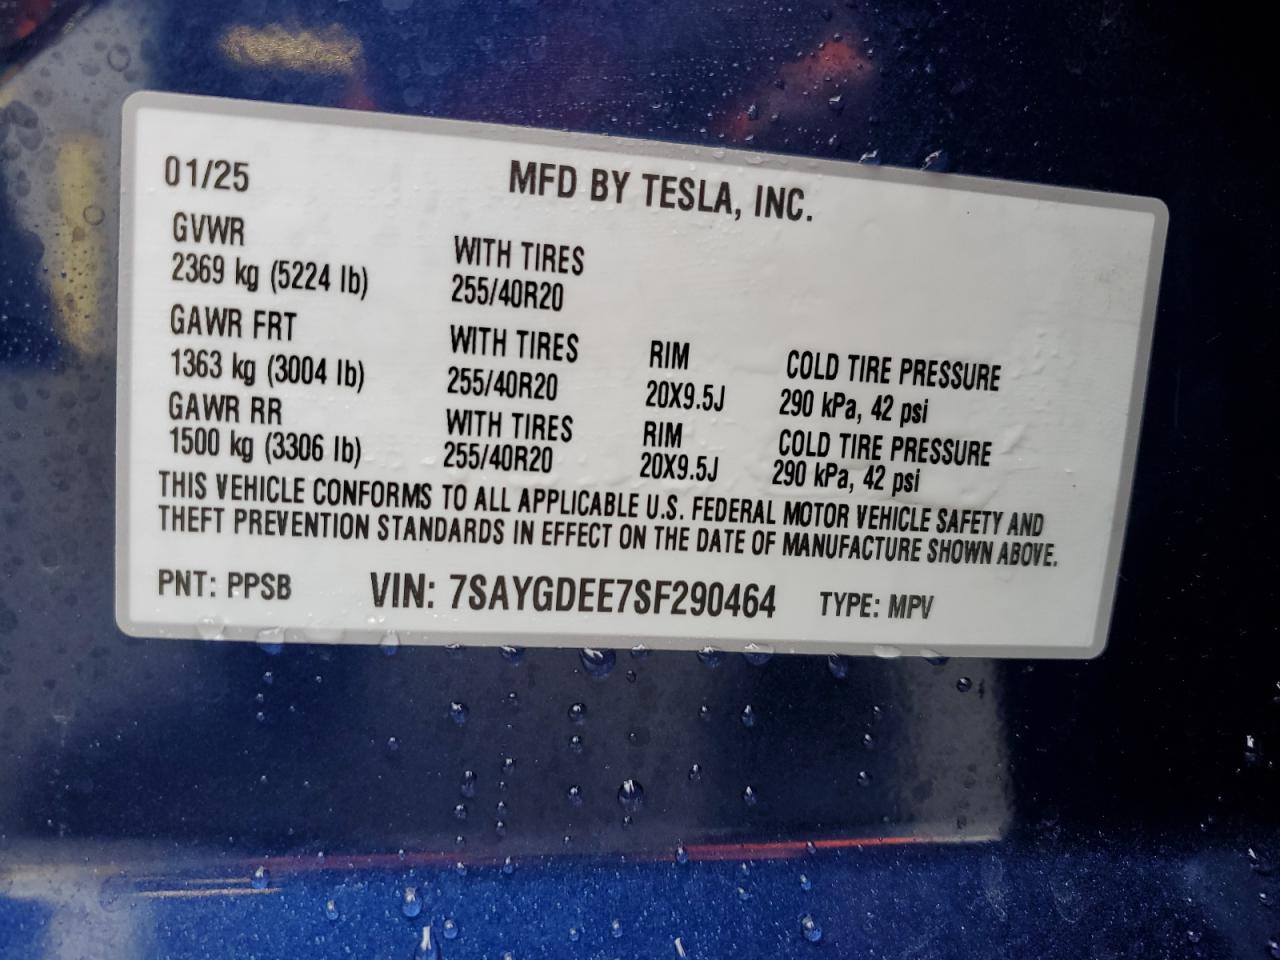 01/25 MFD BY TESLA, INC.
GVWR WITH TIRES
2369 kg (5224 lb) 255/40R20
GAWR FRT WITH TIRES RIM COLD TIRE PRESSURE
1363 kg (3004 lb) 255/40R20 20X9.5J 290 kPa, 42 psi
GAWR RR WITH TIRES RIM COLD TIRE PRESSURE
1500 kg (3306 lb) 255/40R20 20X9.5J 290 kPa, 42 psi
THIS VEHICLE CONFORMS TO ALL APPLICABLE U.S. FEDERAL MOTOR VEHICLE SAFETY AND
THEFT PREVENTION STANDARDS IN EFFECT ON THE DATE OF MANUFACTURE SHOWN ABOVE.
PNT: PPSB VIN: 7SAYGDEE7SF290464 TYPE: MPV